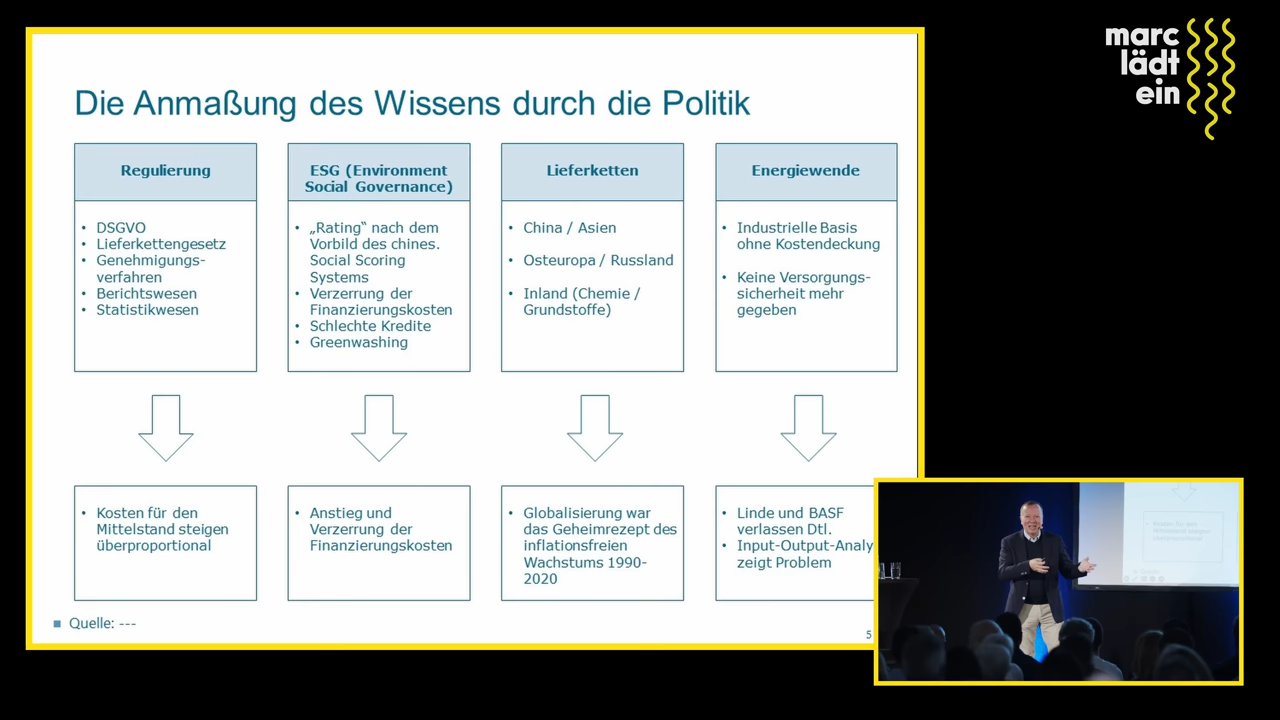 marc
lädt
ein
Die Anmaßung des Wissens durch die Politik
Regulierung
• DSGVO
• Lieferkettengesetz
• Genehmigungs-
verfahren
• Berichtswesen
• Statistikwesen
• Kosten für den
Mittelstand steigen
überproportional
ESG (Environment
Social Governance)
• „Rating“ nach dem
Vorbild des chines.
Social Scoring
Systems
• Verzerrung der
Finanzierungskosten
• Schlechte Kredite
• Greenwashing
• Anstieg und
Verzerrung der
Finanzierungskosten
Lieferketten
• China / Asien
• Osteuropa / Russland
• Inland (Chemie /
Grundstoffe)
• Globalisierung war
das Geheimrezept des
inflationsfreien
Wachstums 1990-
2020
Energiewende
• Industrielle Basis
ohne Kostendeckung
• Keine Versorgungs-
sicherheit mehr
gegeben
• Linde und BASF
verlassen Dtl.
• Input-Output-Analy
zeigt Problem
Quelle: ---
5